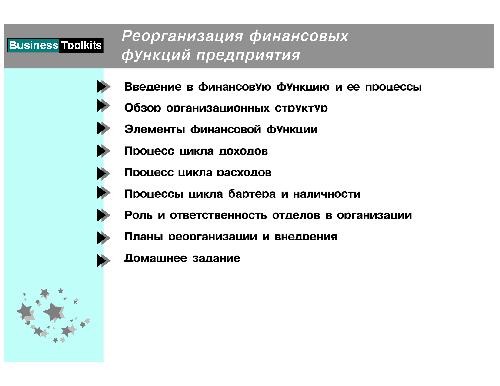 Business Toolkits
Реорганизация финансовых
функций предприятия
Введение в финансовую функцию и ее процессы
Обзор организационных структур
Элементы финансовой функции
Процесс цикла доходов
Процесс цикла расходов
Процессы цикла бартера и наличности
Роль и ответственность отделов в организации
Планы реорганизации и внедрения
Домашнее задание